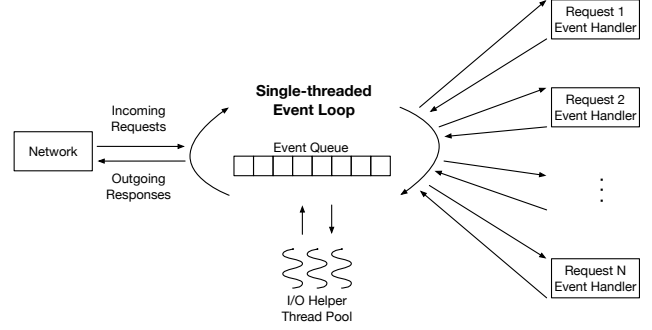 Single-threaded
Event Loop
Event Queue
Network
Incoming
Requests
Outgoing
Responses
I/O Helper
Thread Pool
Request 1
Event Handler
Request 2
Event Handler
⋮
Request N
Event Handler